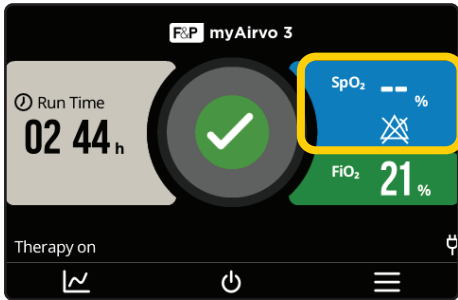 F&P myAirvo 3
Run Time
02 44 h
SpO₂ -- %
FiO₂ 21 %
Therapy on